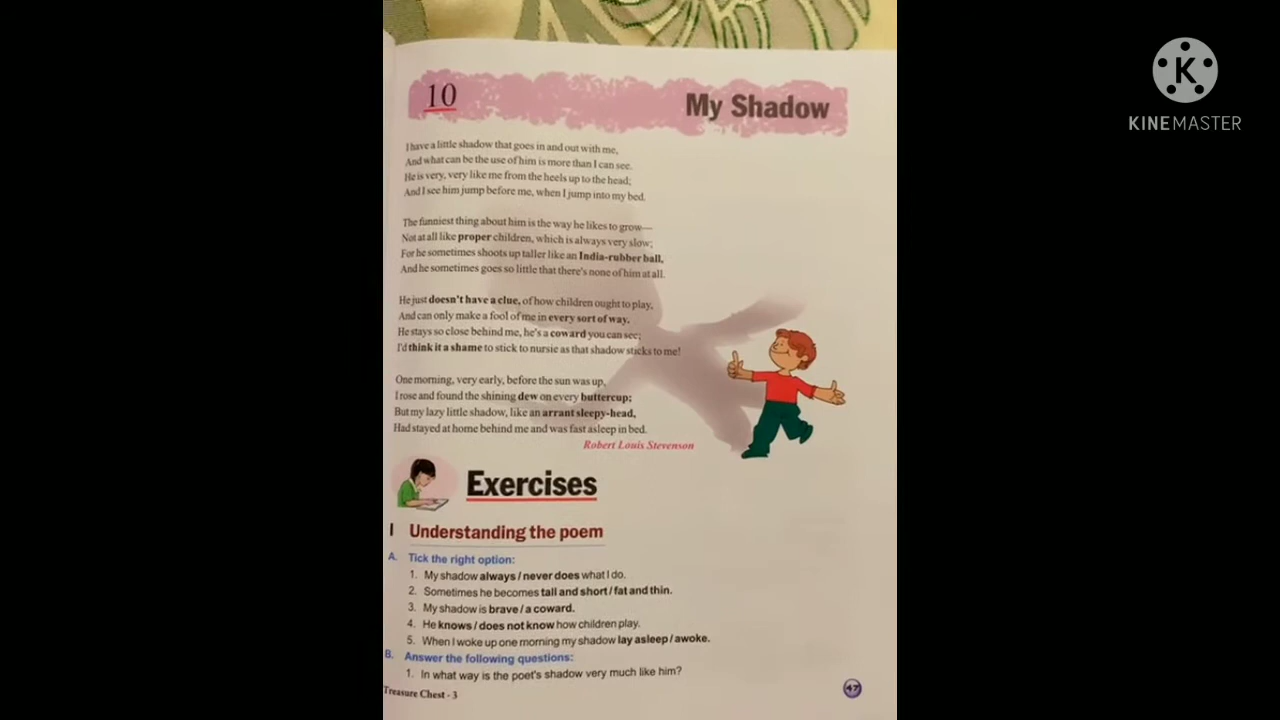 10
My Shadow
KINEMASTER
I have a little shadow that goes in and out with me,
And what can be the use of him is more than I can see.
He is very, very like me from the heels up to the head;
And I see him jump before me, when I jump into my bed.
The funniest thing about him is the way he likes to grow—
Not at all like proper children, which is always very slow;
For he sometimes shoots up taller like an India-rubber ball,
And he sometimes goes so little that there's none of him at all.
He just doesn't have a clue, of how children ought to play,
And can only make a fool of me in every sort of way.
He stays so close behind me, he's a coward you can see;
I'd think it a shame to stick to nursie as that shadow sticks to me!
One morning, very early, before the sun was up,
I rose and found the shining dew on every buttercup;
But my lazy little shadow, like an arrant sleepy-head,
Had stayed at home behind me and was fast asleep in bed.
Robert Louis Stevenson
Exercises
I Understanding the poem
A. Tick the right option:
1. My shadow always / never does what I do.
2. Sometimes he becomes tall and short / fat and thin.
3. My shadow is brave / a coward.
4. He knows / does not know how children play.
5. When I woke up one morning my shadow lay asleep / awoke.
B. Answer the following questions:
1. In what way is the poet's shadow very much like him?
Treasure Chest - 3
47